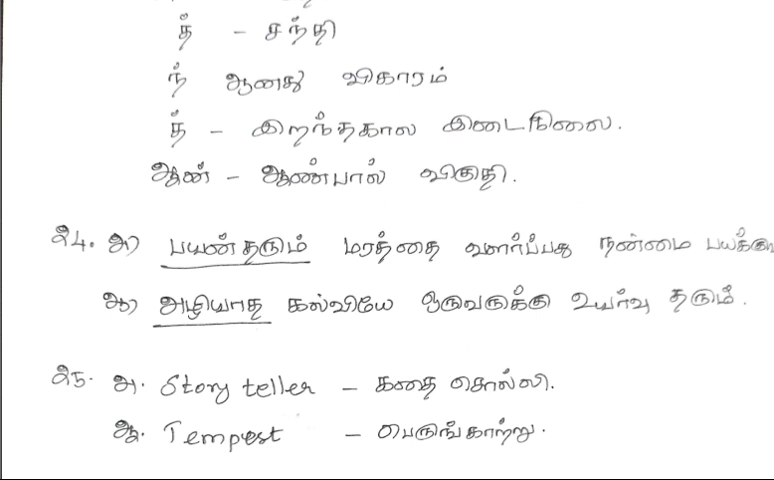 த் - சந்தி
ந் ஆனது விகாரம்
த் - இறந்தகால இடைநிலை.
ஆன் - ஆண்பால் விகுதி.
24. அ) பயன் தரும் மரத்தை வளர்ப்பது நன்மை பயக்கு
ஆ) அழியாத கல்வியே ஒருவருக்கு உயர்வு தரும்.
25. அ. Story teller - கதை சொல்லி.
ஆ. Tempest - பெருங்காற்று.